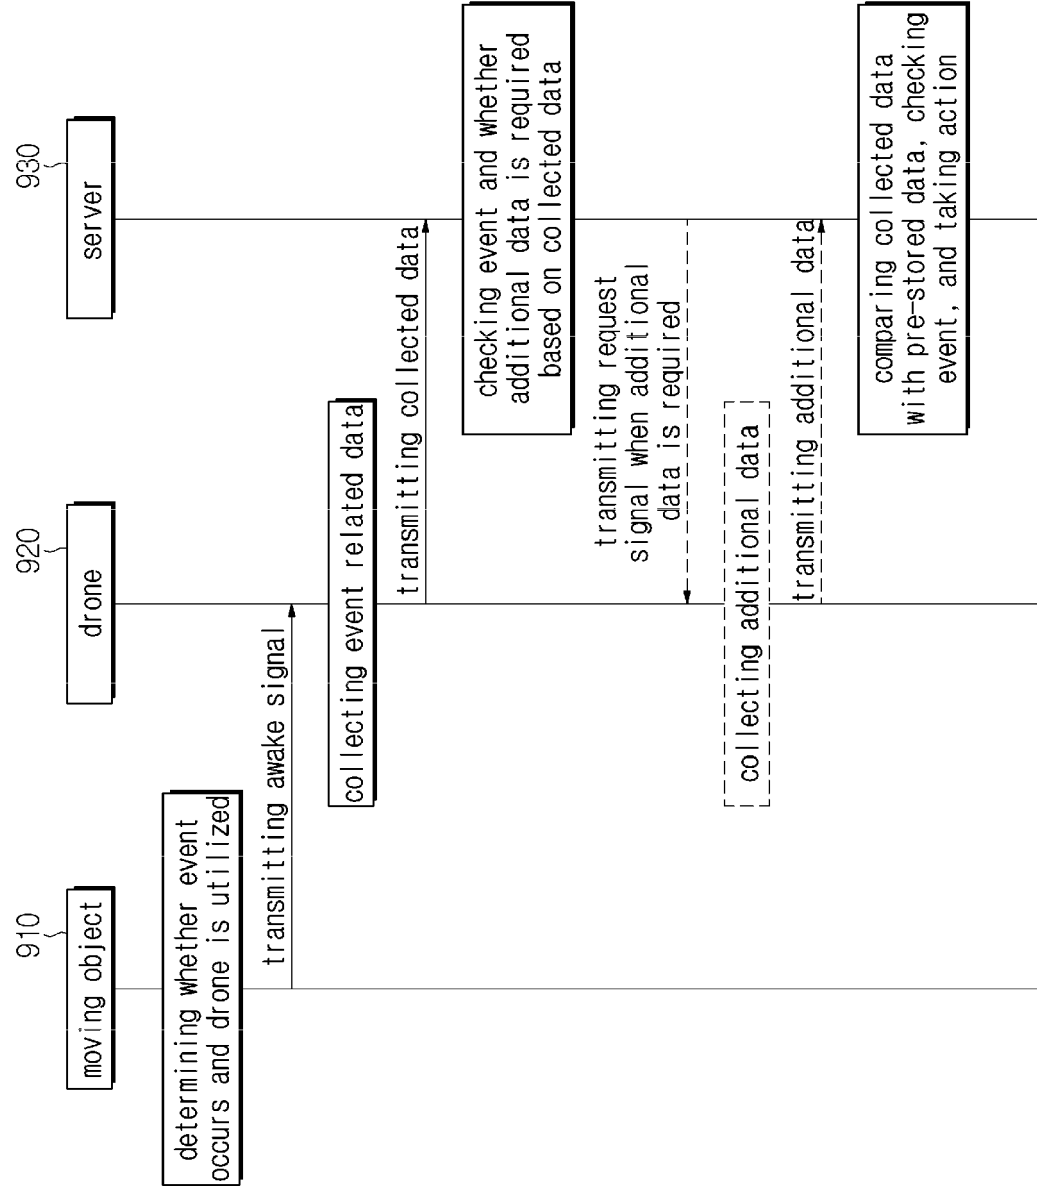 910
920
930
moving object
drone
server
determining whether event
occurs and drone is utilized
transmitting awake signal
collecting event related data
transmitting collected data
checking event and whether
additional data is required
based on collected data
transmitting request
signal when additional
data is required
collecting additional data
transmitting additional data
comparing collected data
with pre-stored data, checking
event, and taking action